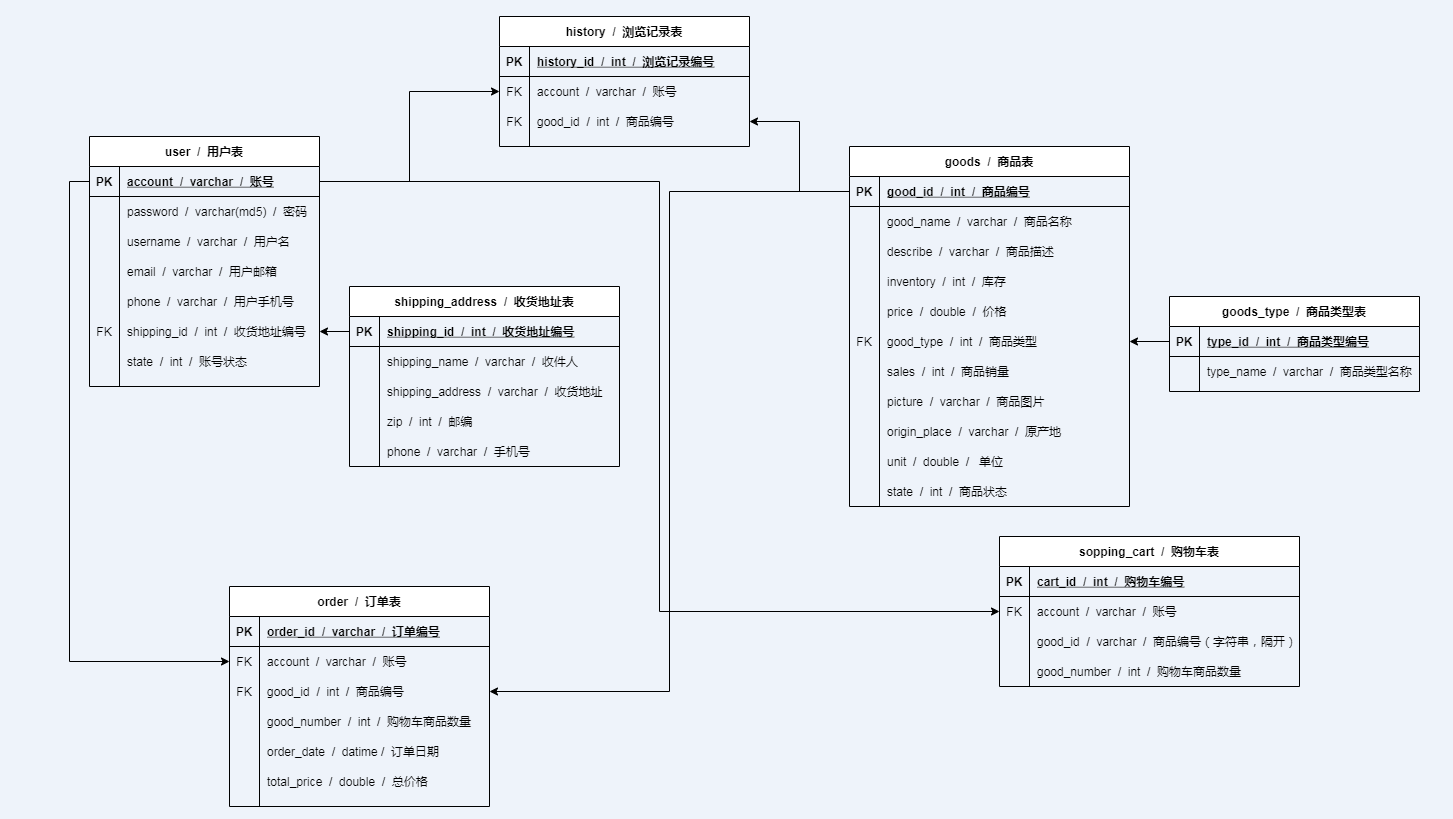 history / 浏览记录表
PK history_id / int / 浏览记录编号
FK account / varchar / 账号
FK good_id / int / 商品编号
user / 用户表
PK account / varchar / 账号
password / varchar(md5) / 密码
username / varchar / 用户名
email / varchar / 用户邮箱
phone / varchar / 用户手机号
FK shipping_id / int / 收货地址编号
state / int / 账号状态
shipping_address / 收货地址表
PK shipping_id / int / 收货地址编号
shipping_name / varchar / 收件人
shipping_address / varchar / 收货地址
zip / int / 邮编
phone / varchar / 手机号
goods / 商品表
PK good_id / int / 商品编号
good_name / varchar / 商品名称
describe / varchar / 商品描述
inventory / int / 库存
price / double / 价格
FK good_type / int / 商品类型
sales / int / 商品销量
picture / varchar / 商品图片
origin_place / varchar / 原产地
unit / double / 单位
state / int / 商品状态
goods_type / 商品类型表
PK type_id / int / 商品类型编号
type_name / varchar / 商品类型名称
order / 订单表
PK order_id / varchar / 订单编号
FK account / varchar / 账号
FK good_id / int / 商品编号
good_number / int / 购物车商品数量
order_date / datime / 订单日期
total_price / double / 总价格
sopping_cart / 购物车表
PK cart_id / int / 购物车编号
FK account / varchar / 账号
good_id / varchar / 商品编号（字符串，隔开）
good_number / int / 购物车商品数量